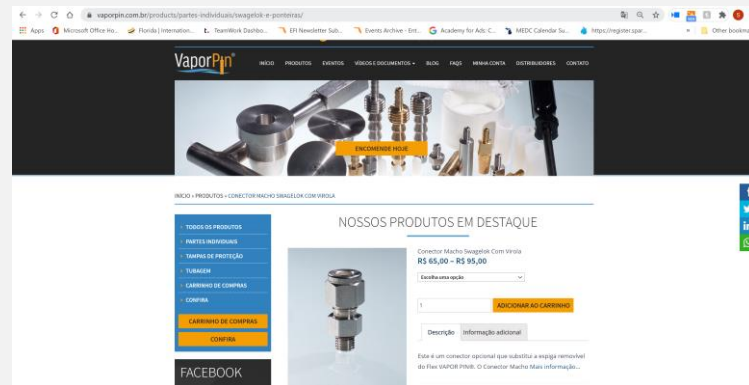 vaporpin.com.br/products/partes-individuais/swagelok-e-ponteiras/
Apps Microsoft Office Ho... Florida | Internation... TeamWork Dashbo... EFI Newsletter Sub... Events Archive - Ent... Academy for Ads: C... MEDC Calendar Su... https://register.spar... » Other bookma
VaporPin®
INÍCIO PRODUTOS EVENTOS VÍDEOS E DOCUMENTOS BLOG FAQS MINHA CONTA DISTRIBUIDORES CONTATO
ENCOMENDE HOJE
INÍCIO » PRODUTOS » CONECTOR MACHO SWAGELOK COM VIROLA
TODOS OS PRODUTOS
PARTES INDIVIDUAIS
TAMPAS DE PROTEÇÃO
TUBAGEM
CARRINHO DE COMPRAS
CONFIRA
CARRINHO DE COMPRAS
CONFIRA
FACEBOOK
NOSSOS PRODUTOS EM DESTAQUE
Conector Macho Swagelok Com Virola
R$ 65,00 – R$ 95,00
Escolha uma opção
1
ADICIONAR AO CARRINHO
Descrição Informação adicional
Este é um conector opcional que substitui a espiga removível
do Flex VAPOR PIN®. O Conector Macho Mais informação...